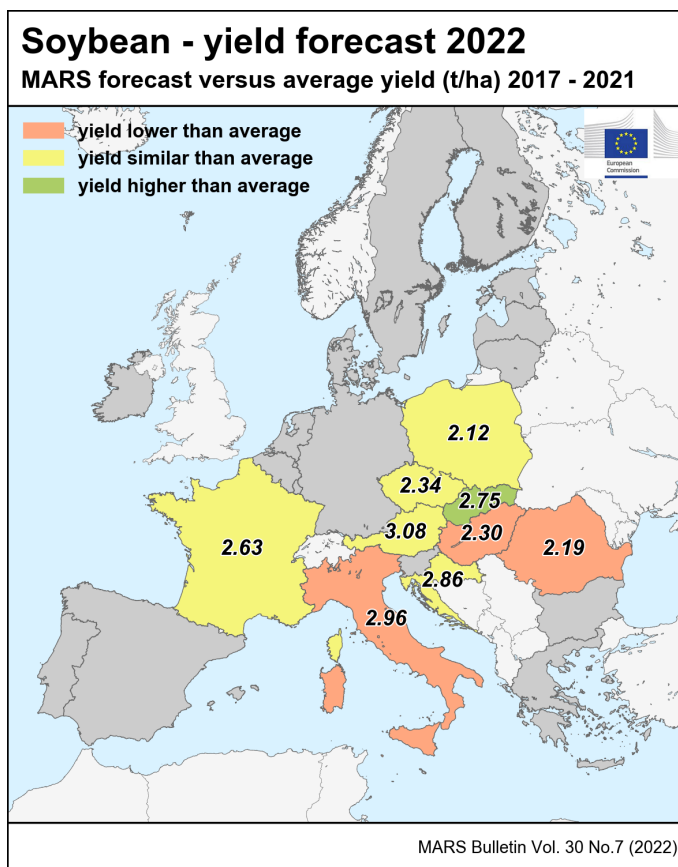 Soybean - yield forecast 2022
MARS forecast versus average yield (t/ha) 2017 - 2021
yield lower than average
yield similar than average
yield higher than average
European
Commission
2.12
2.34
2.75
3.08
2.30
2.63
2.19
2.86
2.96
MARS Bulletin Vol. 30 No.7 (2022)